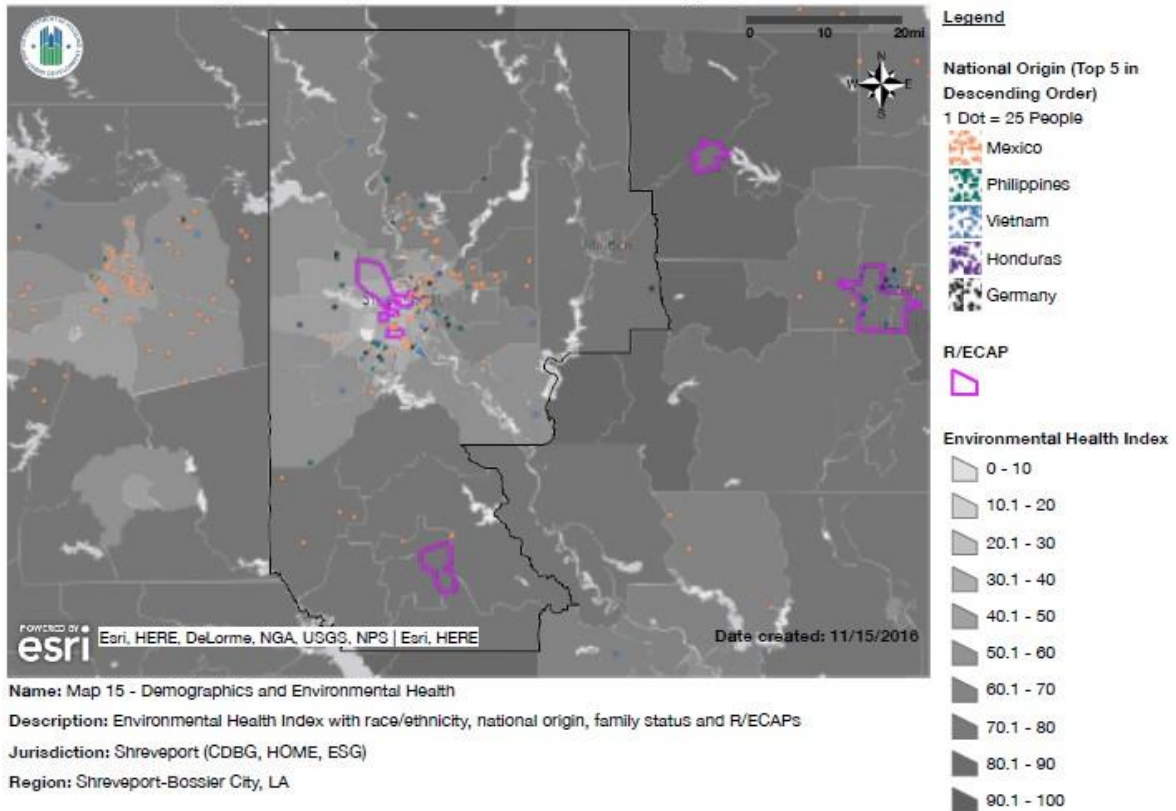 0 10 20mi
N
W E
S
Minden
POWERED BY
esri
Esri, HERE, DeLorme, NGA, USGS, NPS | Esri, HERE
Date created: 11/15/2016
Name: Map 15 - Demographics and Environmental Health
Description: Environmental Health Index with race/ethnicity, national origin, family status and R/ECAPs
Jurisdiction: Shreveport (CDBG, HOME, ESG)
Region: Shreveport-Bossier City, LA
Legend
National Origin (Top 5 in
Descending Order)
1 Dot = 25 People
Mexico
Philippines
Vietnam
Honduras
Germany
R/ECAP
Environmental Health Index
0 - 10
10.1 - 20
20.1 - 30
30.1 - 40
40.1 - 50
50.1 - 60
60.1 - 70
70.1 - 80
80.1 - 90
90.1 - 100